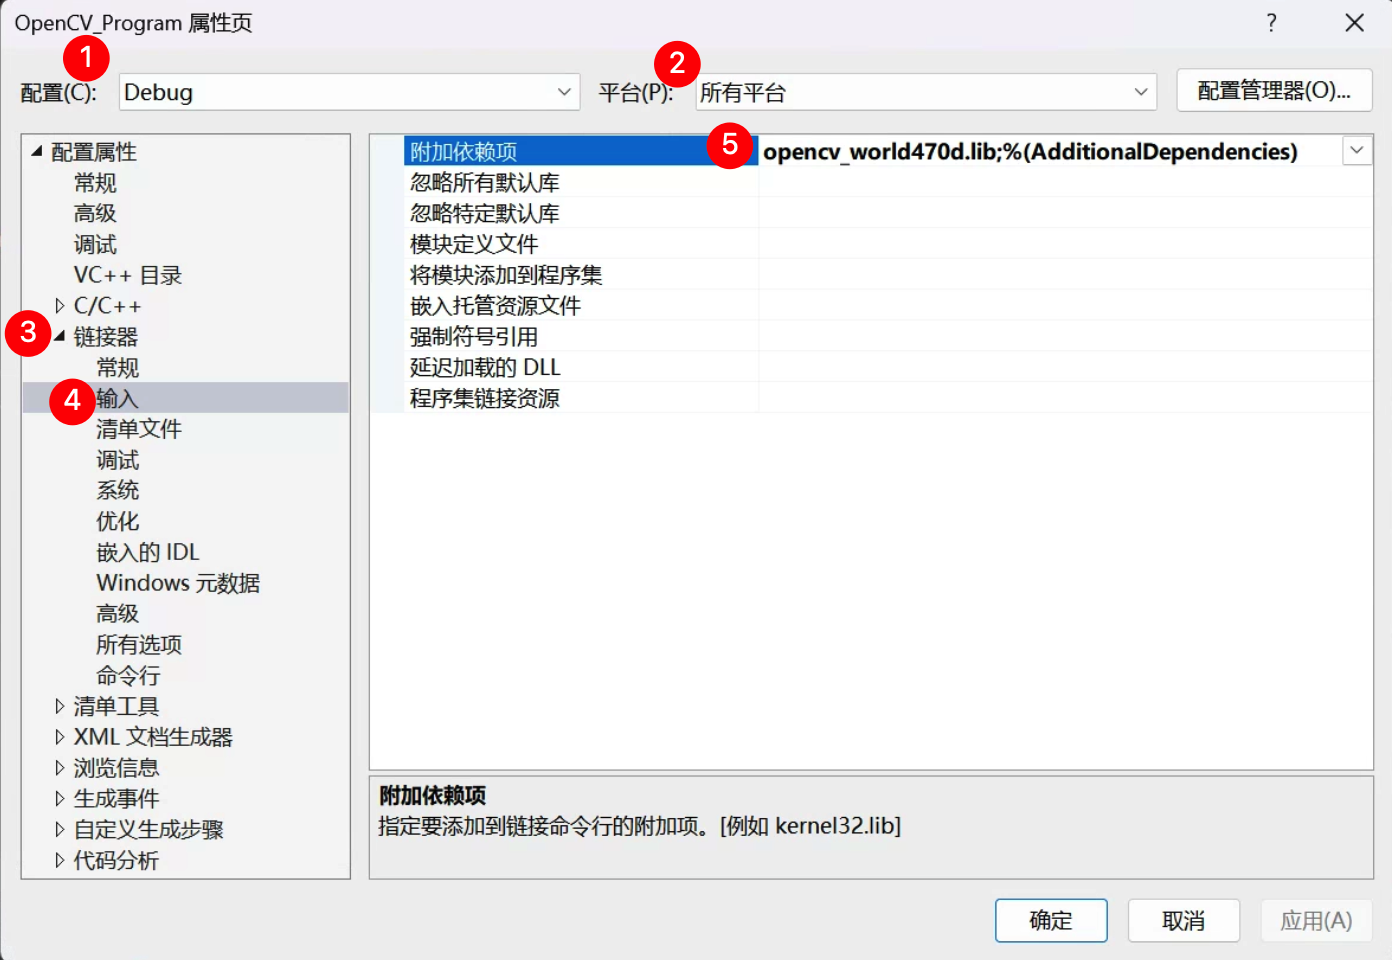 OpenCV_Program 属性页
?
1
2
配置(C):
Debug
平台(P):
所有平台
配置管理器(O)...
配置属性
常规
高级
调试
VC++ 目录
C/C++
3
链接器
常规
4
输入
清单文件
调试
系统
优化
嵌入的 IDL
Windows 元数据
高级
所有选项
命令行
清单工具
XML 文档生成器
浏览信息
生成事件
自定义生成步骤
代码分析
附加依赖项
5
opencv_world470d.lib;%(AdditionalDependencies)
忽略所有默认库
忽略特定默认库
模块定义文件
将模块添加到程序集
嵌入托管资源文件
强制符号引用
延迟加载的 DLL
程序集链接资源
附加依赖项
指定要添加到链接命令行的附加项。[例如 kernel32.lib]
确定
取消
应用(A)